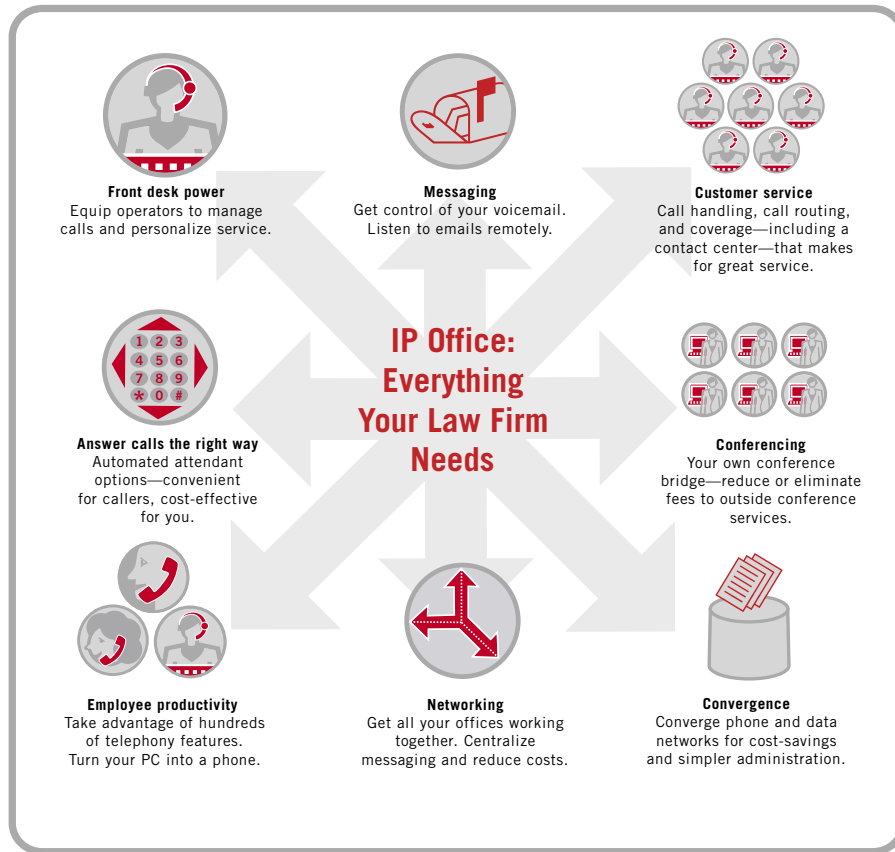 Front desk power
Equip operators to manage
calls and personalize service.
Messaging
Get control of your voicemail.
Listen to emails remotely.
Customer service
Call handling, call routing,
and coverage—including a
contact center—that makes
for great service.
1 2 3
4 5 6
7 8 9
* 0 #
Answer calls the right way
Automated attendant
options—convenient
for callers, cost-effective
for you.
IP Office:
Everything
Your Law Firm
Needs
Conferencing
Your own conference
bridge—reduce or eliminate
fees to outside conference
services.
Employee productivity
Take advantage of hundreds
of telephony features.
Turn your PC into a phone.
Networking
Get all your offices working
together. Centralize
messaging and reduce costs.
Convergence
Converge phone and data
networks for cost-savings
and simpler administration.